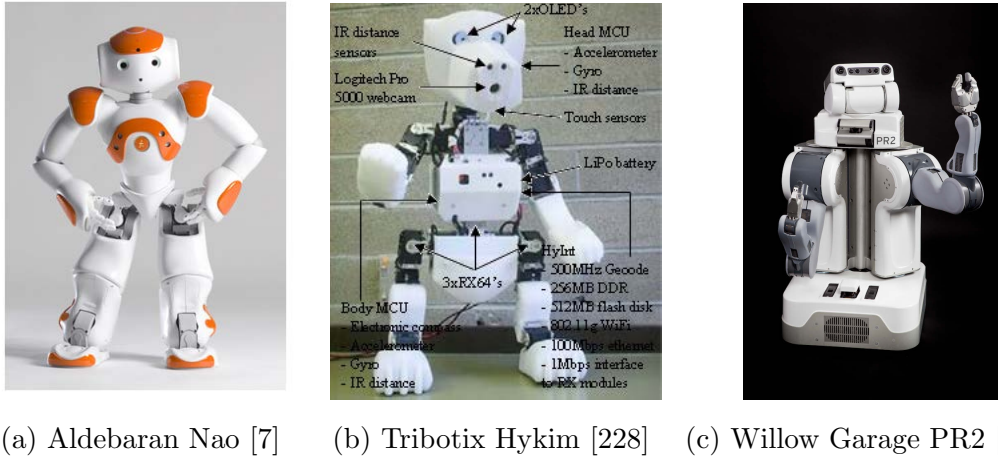 2xOLED's
IR distance
sensors
Logitech Pro
5000 webcam
Head MCU
- Accelerometer
- Gyro
- IR distance
Touch sensors
LiPo battery
3xRX64's
Body MCU
- Electronic compass
- Accelerometer
- Gyro
- IR distance
HyInt
- 500MHz Geode
- 256MB DDR
- 512MB flash disk
- 802.11g WiFi
- 100Mbps ethernet
- 1Mbps interface
to RX modules
PR2
(a) Aldebaran Nao [7]
(b) Tribotix Hykim [228]
(c) Willow Garage PR2